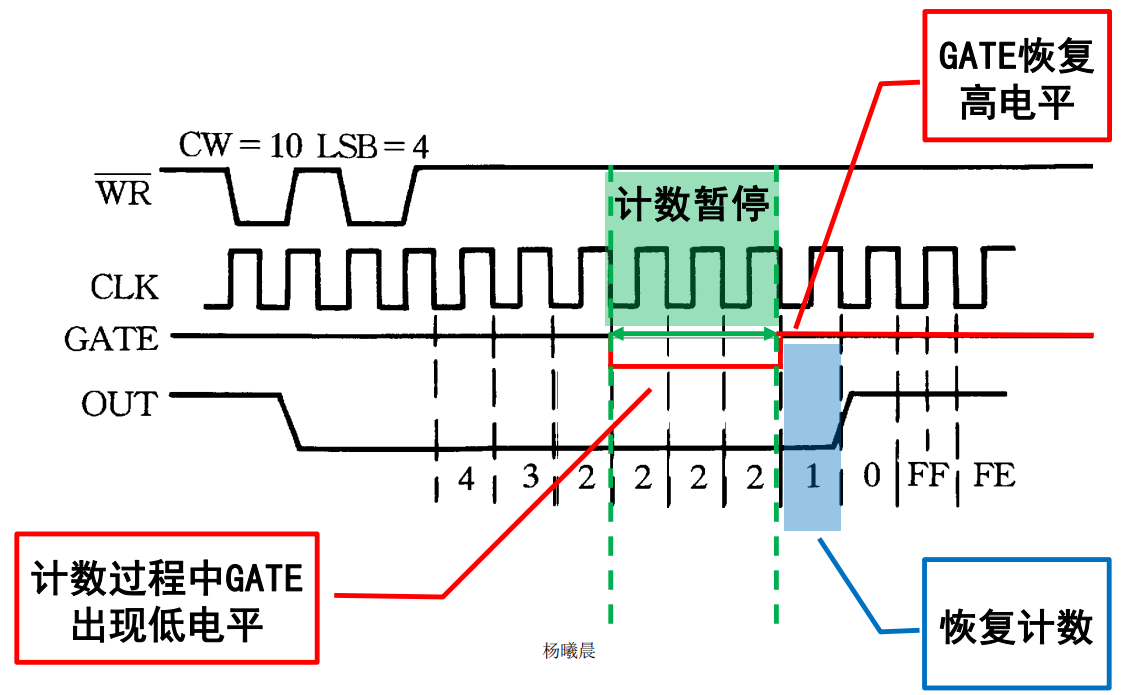 GATE恢复
高电平
CW = 10 LSB = 4
WR
计数暂停
CLK
GATE
OUT
4 3 2 2 2 2 1 0 FF FE
计数过程中GATE
出现低电平
恢复计数
杨曦晨